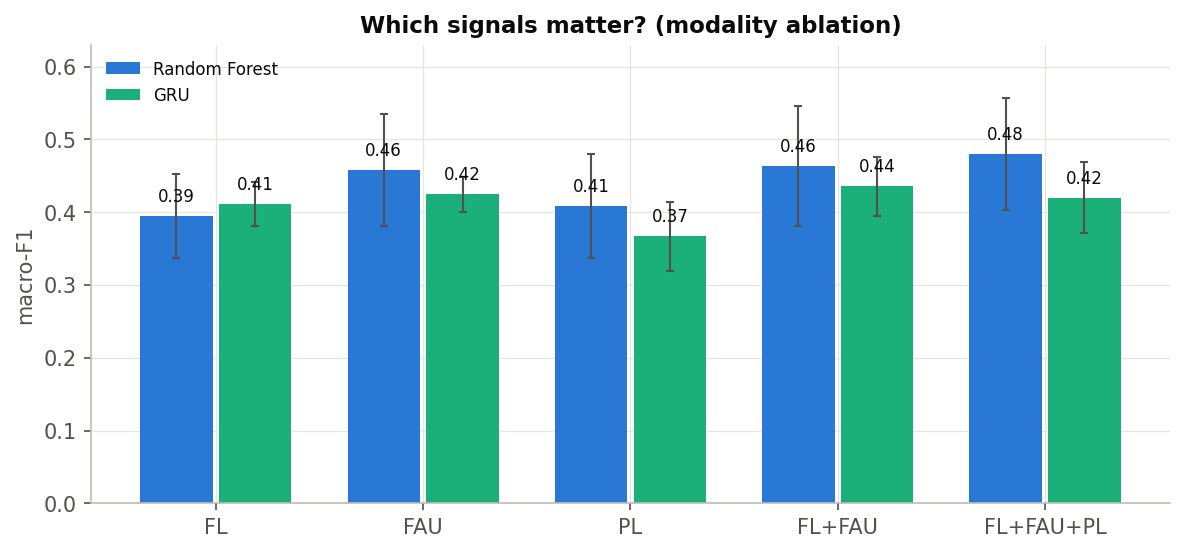 Which signals matter? (modality ablation)
Random Forest
GRU
macro-F1
0.6
0.5
0.4
0.3
0.2
0.1
0.0
0.39
0.41
0.46
0.42
0.41
0.37
0.46
0.44
0.48
0.42
FL
FAU
PL
FL+FAU
FL+FAU+PL